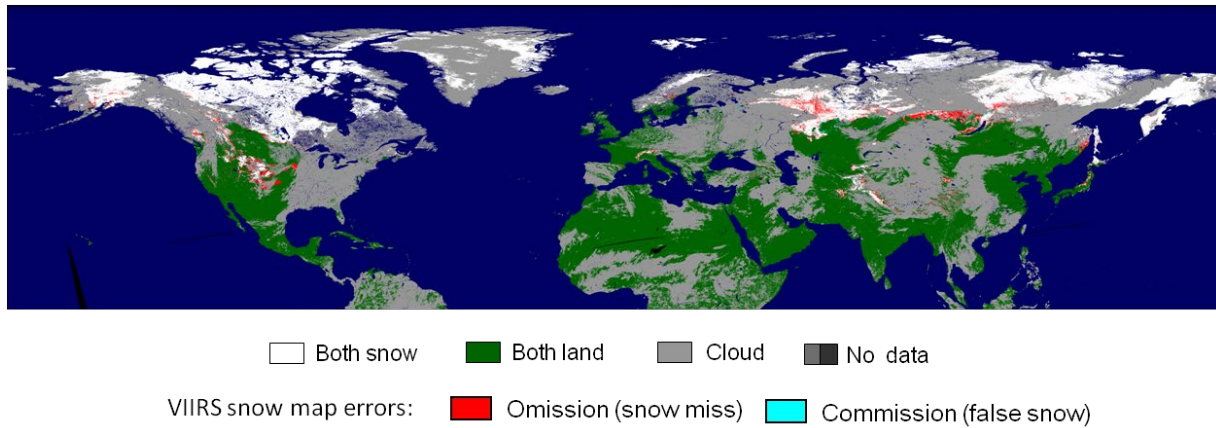 Both snow Both land Cloud No data
VIIRS snow map errors: Omission (snow miss) Commission (false snow)